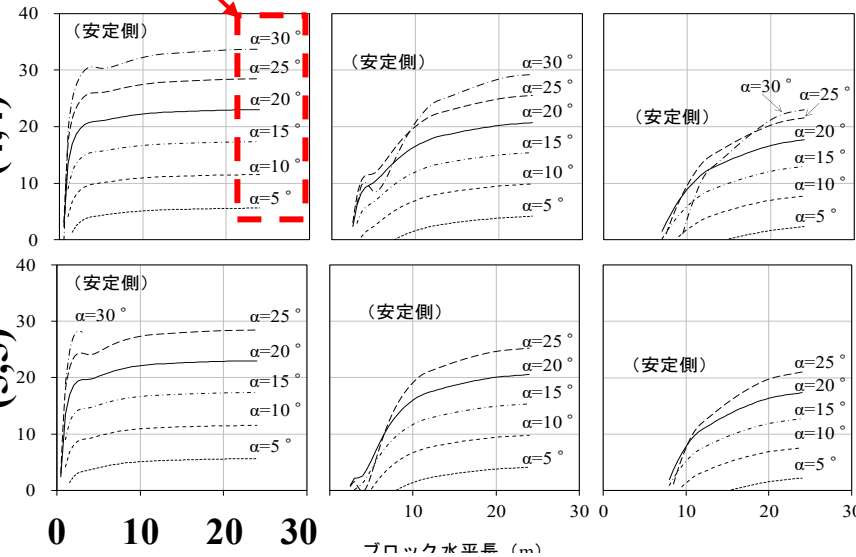 40
30
20
10
0
（安定側）
α=30°
α=25°
α=20°
α=15°
α=10°
α=5°
（安定側）
α=30°
α=25°
α=20°
α=15°
α=10°
α=5°
（安定側）
α=30°
α=25°
α=20°
α=15°
α=10°
α=5°
40
30
20
10
0
（安定側）
α=30°
α=25°
α=20°
α=15°
α=10°
α=5°
（安定側）
α=25°
α=20°
α=15°
α=10°
α=5°
（安定側）
α=25°
α=20°
α=15°
α=10°
α=5°
0 10 20 30
10 20 30
0 10 20 30
ブロック水平長（m）